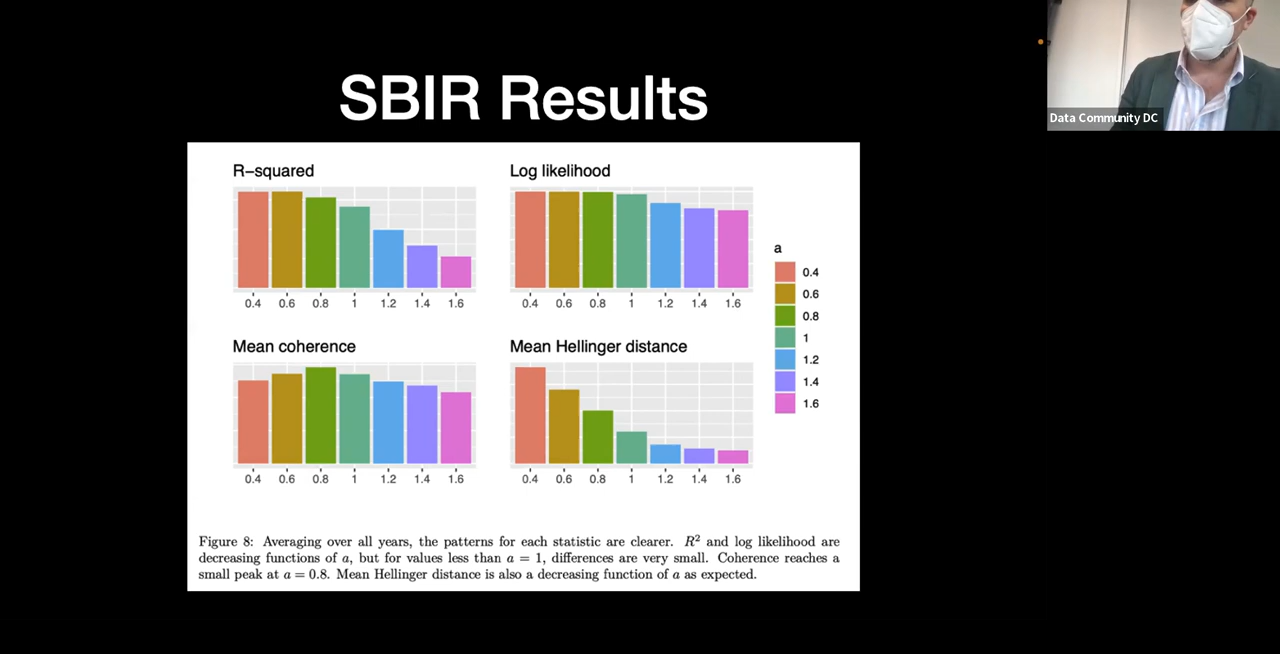 SBIR Results
Data Community DC
R−squared
0.4 0.6 0.8 1 1.2 1.4 1.6
Log likelihood
0.4 0.6 0.8 1 1.2 1.4 1.6
a
0.4
0.6
0.8
1
1.2
1.4
1.6
Mean coherence
0.4 0.6 0.8 1 1.2 1.4 1.6
Mean Hellinger distance
0.4 0.6 0.8 1 1.2 1.4 1.6
Figure 8: Averaging over all years, the patterns for each statistic are clearer. R² and log likelihood are
decreasing functions of a, but for values less than a = 1, differences are very small. Coherence reaches a
small peak at a = 0.8. Mean Hellinger distance is also a decreasing function of a as expected.